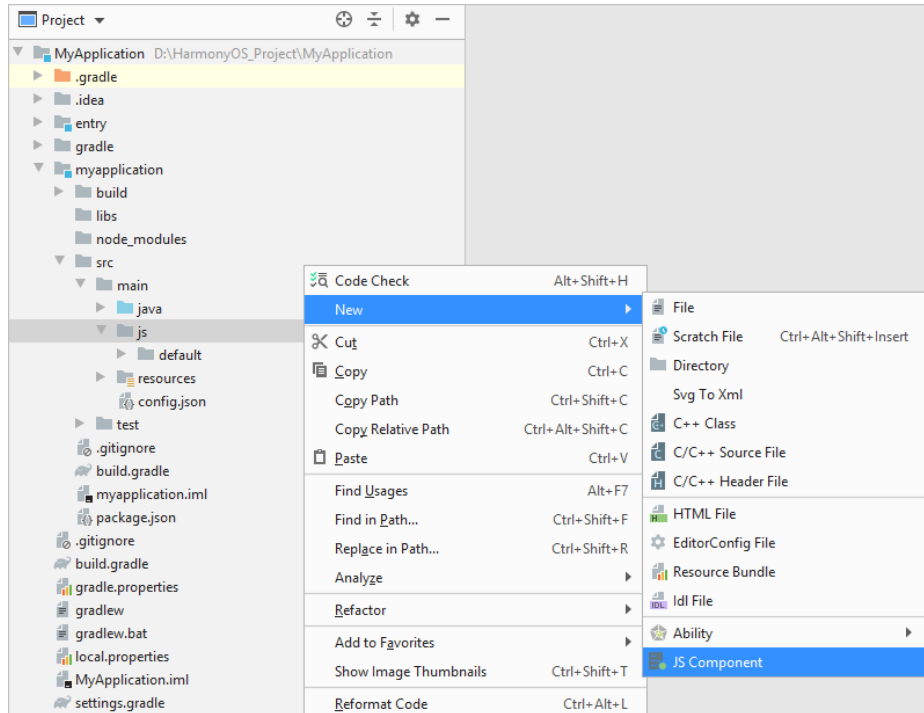 Project
MyApplication D:\HarmonyOS_Project\MyApplication
.gradle
.idea
entry
gradle
myapplication
build
libs
node_modules
src
main
java
js
default
resources
config.json
test
.gitignore
build.gradle
myapplication.iml
package.json
.gitignore
build.gradle
gradle.properties
gradlew
gradlew.bat
local.properties
MyApplication.iml
settings.gradle
Code Check Alt+Shift+H
New
Cut Ctrl+X
Copy Ctrl+C
Copy Path Ctrl+Shift+C
Copy Relative Path Ctrl+Alt+Shift+C
Paste Ctrl+V
Find Usages Alt+F7
Find in Path... Ctrl+Shift+F
Replace in Path... Ctrl+Shift+R
Analyze
Refactor
Add to Favorites
Show Image Thumbnails Ctrl+Shift+T
Reformat Code Ctrl+Alt+L
File
Scratch File Ctrl+Alt+Shift+Insert
Directory
Svg To Xml
C++ Class
C/C++ Source File
C/C++ Header File
HTML File
EditorConfig File
Resource Bundle
Idl File
Ability
JS Component